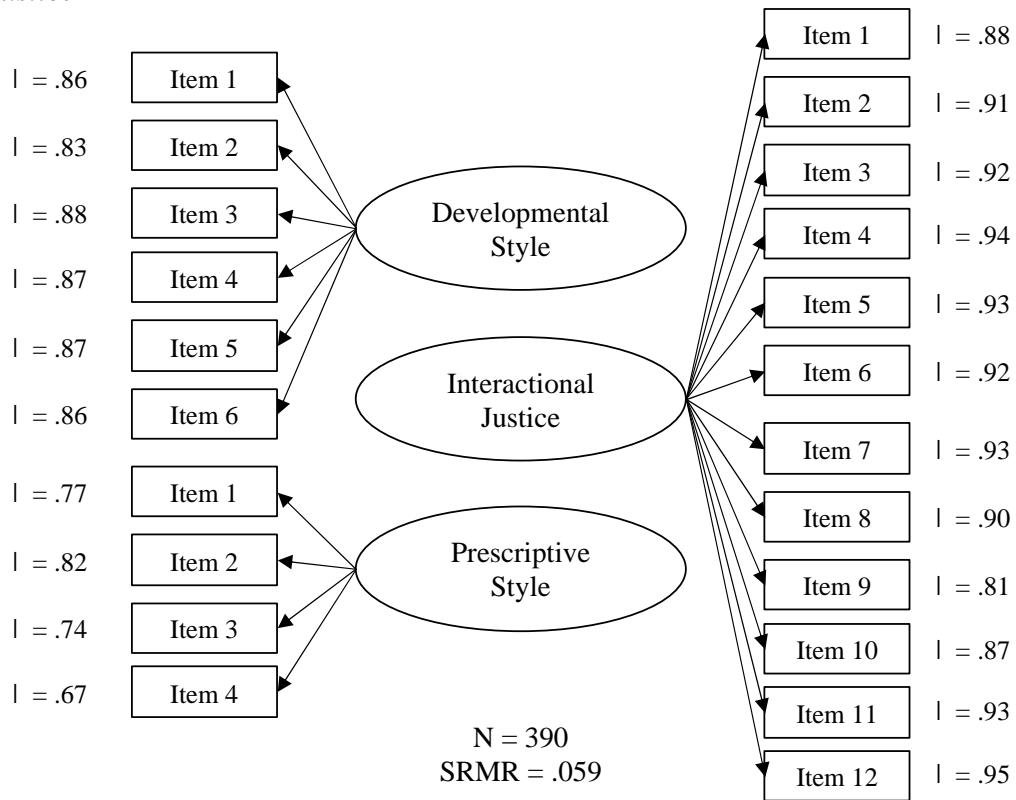 l = .86 Item 1
l = .83 Item 2
l = .88 Item 3
l = .87 Item 4
l = .87 Item 5
l = .86 Item 6
l = .77 Item 1
l = .82 Item 2
l = .74 Item 3
l = .67 Item 4
Developmental
Style
Interactional
Justice
Prescriptive
Style
N = 390
SRMR = .059
Item 1 l = .88
Item 2 l = .91
Item 3 l = .92
Item 4 l = .94
Item 5 l = .93
Item 6 l = .92
Item 7 l = .93
Item 8 l = .90
Item 9 l = .81
Item 10 l = .87
Item 11 l = .93
Item 12 l = .95